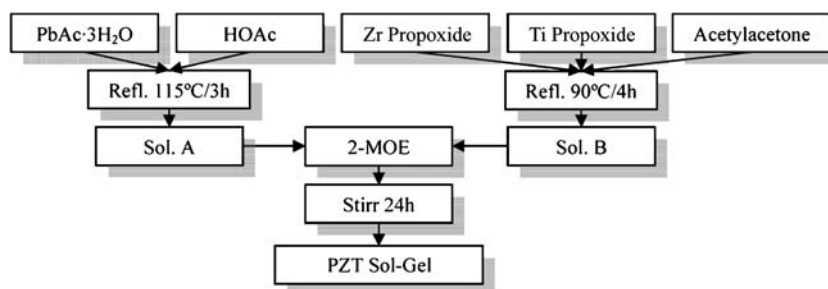 PbAc·3H₂O
HOAc
Zr Propoxide
Ti Propoxide
Acetylacetone
Refl. 115ºC/3h
Refl. 90ºC/4h
Sol. A
2-MOE
Sol. B
Stirr 24h
PZT Sol-Gel